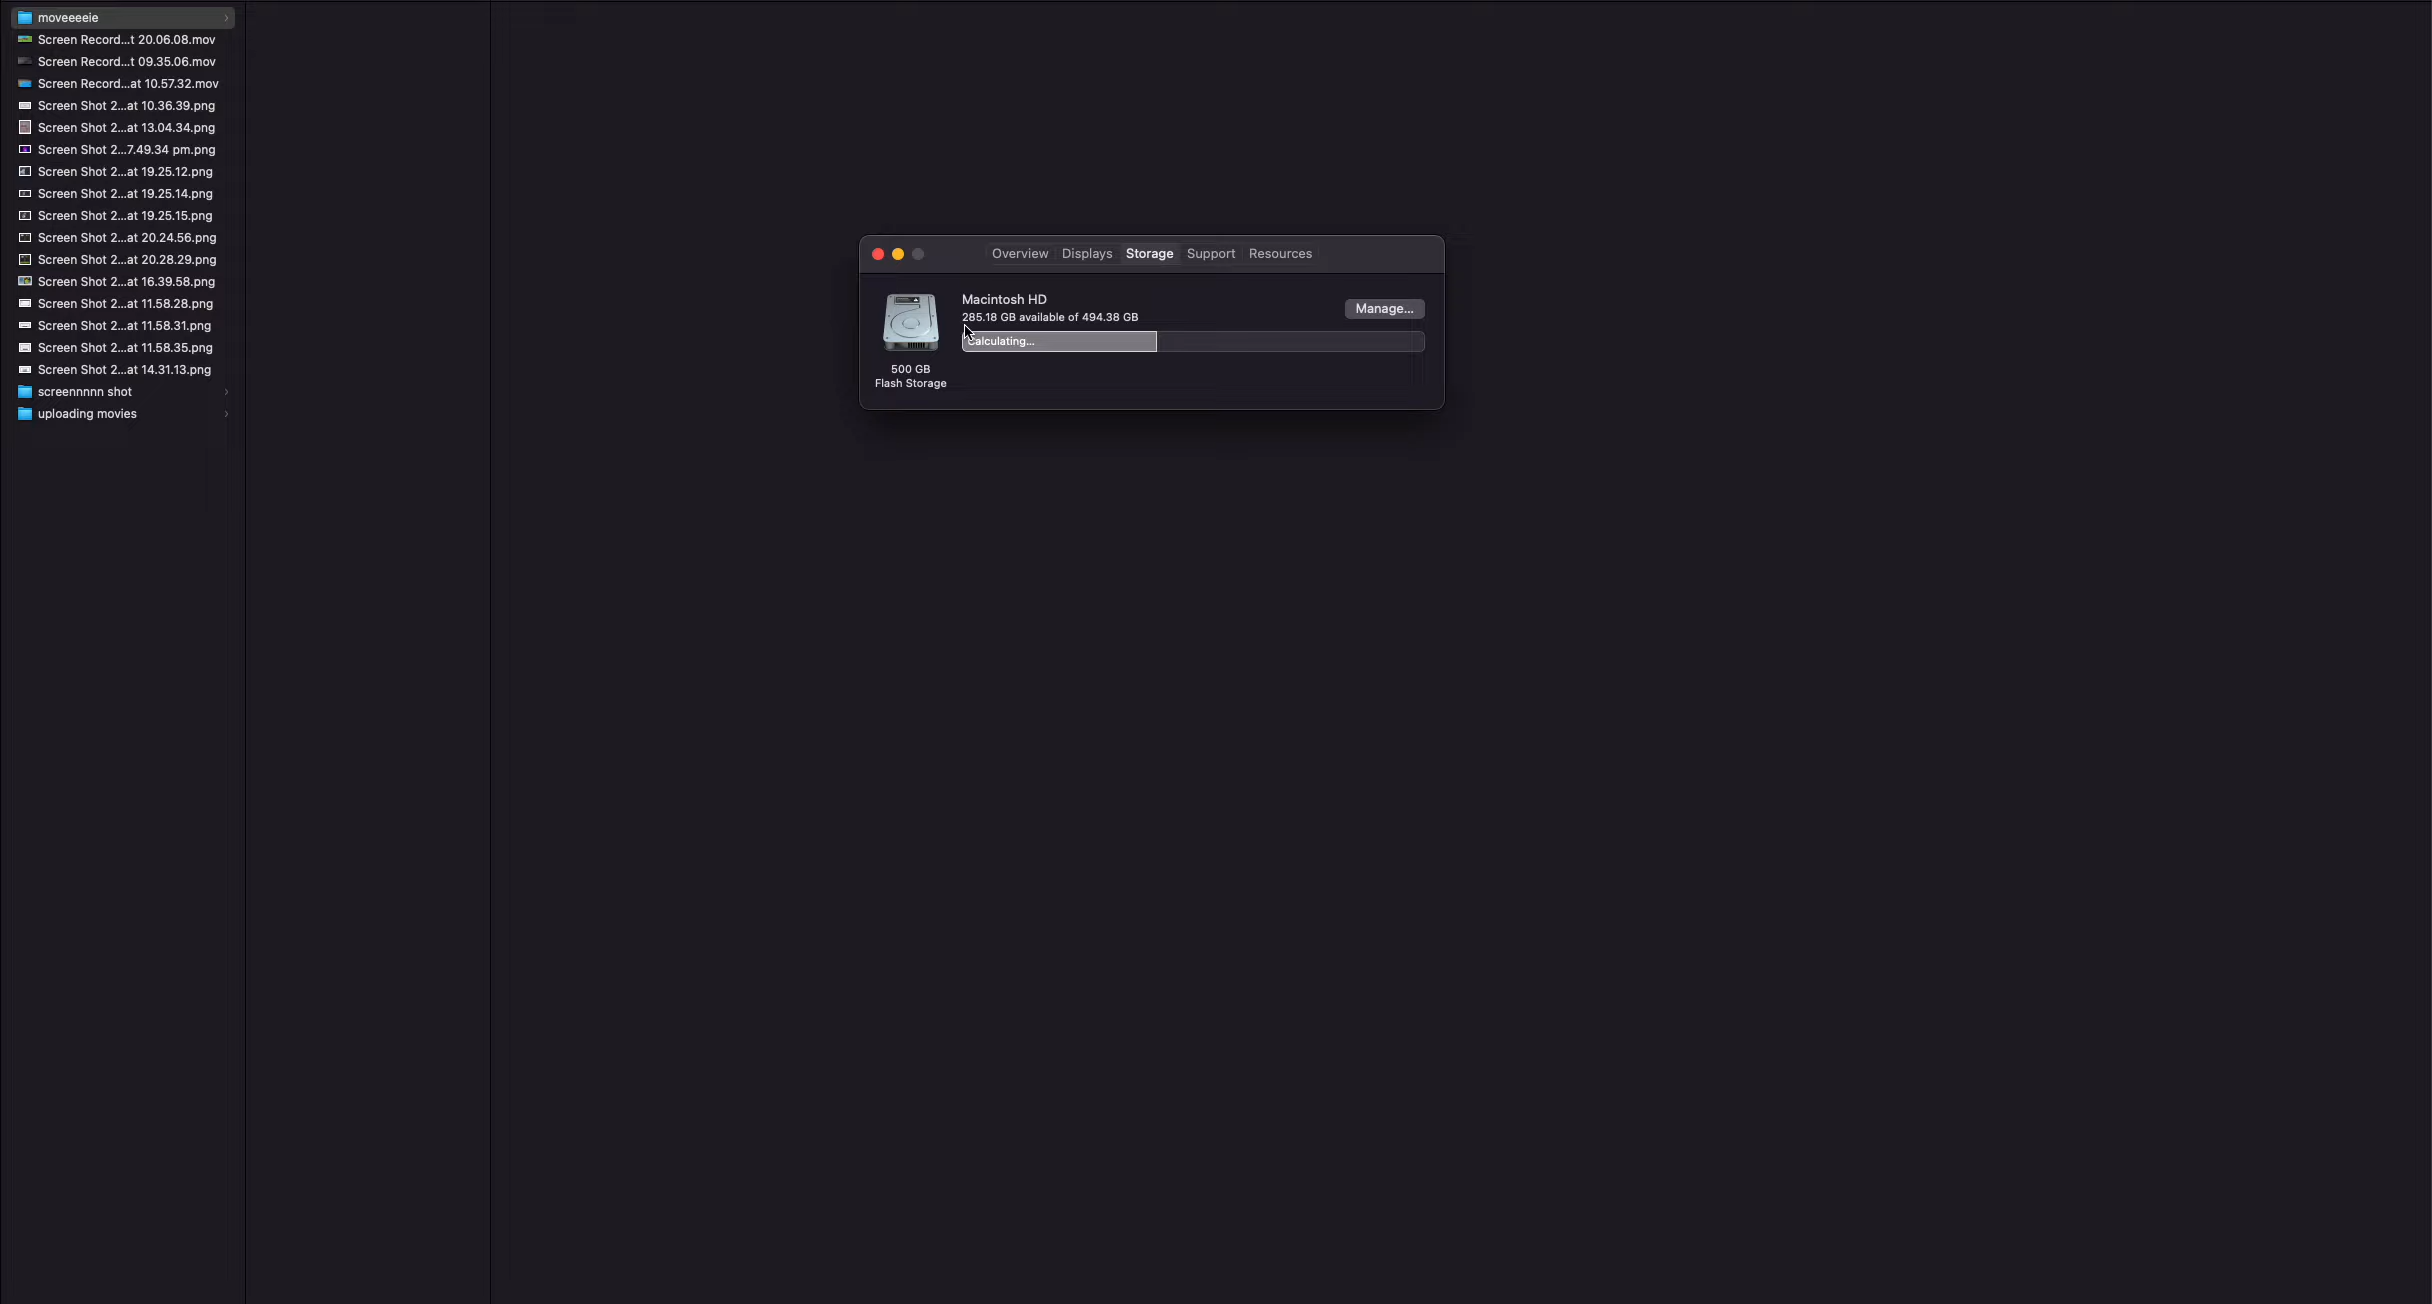 moveeeeie
Screen Record...t 20.06.08.mov
Screen Record...t 09.35.06.mov
Screen Record...at 10.57.32.mov
Screen Shot 2...at 10.36.39.png
Screen Shot 2...at 13.04.34.png
Screen Shot 2...7.49.34 pm.png
Screen Shot 2...at 19.25.12.png
Screen Shot 2...at 19.25.14.png
Screen Shot 2...at 19.25.15.png
Screen Shot 2...at 20.24.56.png
Screen Shot 2...at 20.28.29.png
Screen Shot 2...at 16.39.58.png
Screen Shot 2...at 11.58.28.png
Screen Shot 2...at 11.58.31.png
Screen Shot 2...at 11.58.35.png
Screen Shot 2...at 14.31.13.png
screennnnn shot
uploading movies
Overview Displays Storage Support Resources
Macintosh HD
285.18 GB available of 494.38 GB
Manage...
Calculating...
500 GB
Flash Storage